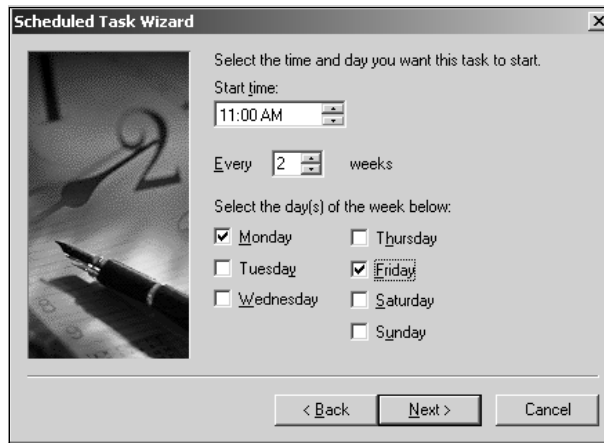 Scheduled Task Wizard
Select the time and day you want this task to start.
Start time:
11:00 AM
Every 2 weeks
Select the day(s) of the week below:
Monday Thursday
Tuesday Friday
Wednesday Saturday
Sunday
< Back Next > Cancel